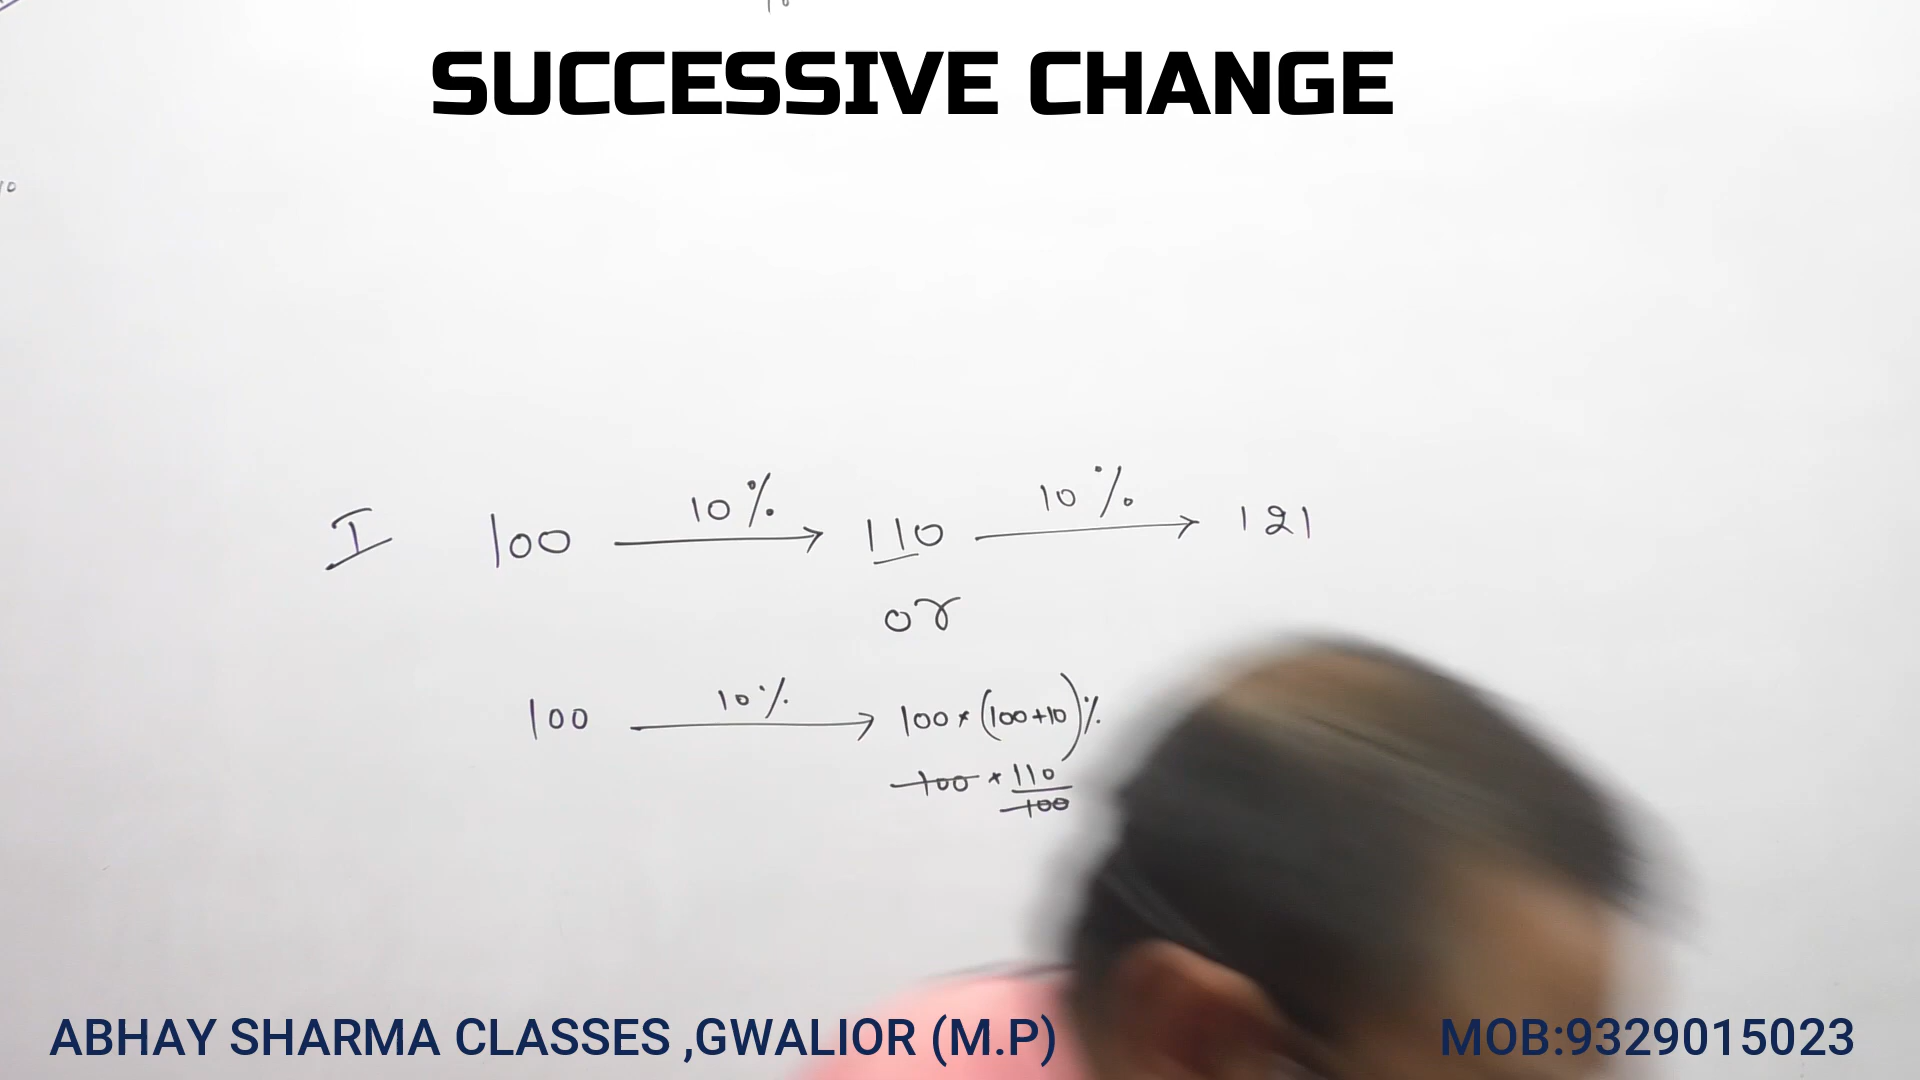 SUCCESSIVE CHANGE
10
I 100 10% 110 10% 121
or
100 10% 100 * (100+10)%
100 * 110
100
ABHAY SHARMA CLASSES ,GWALIOR (M.P) MOB:9329015023